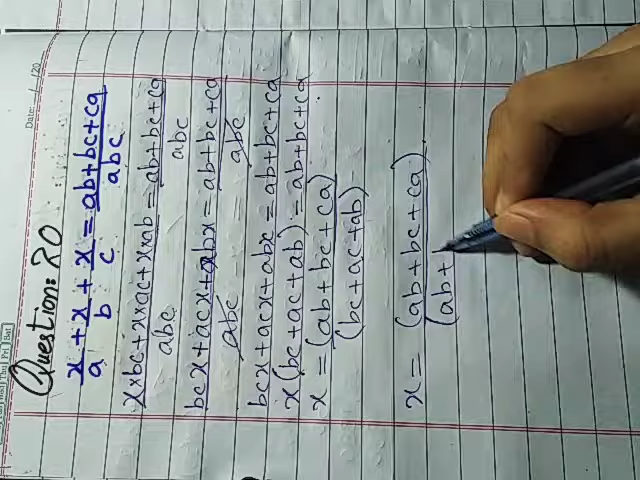 Date: / /20
Question: 20
x/a + x/b + x/c = ab+bc+ca/abc
x×bc+x×ac+x×ab/abc = ab+bc+ca/abc
bcx+acx+abx/abc = ab+bc+ca/abc
bcx+acx+abx = ab+bc+ca
x(bc+ac+ab) = ab+bc+ca
x = (ab+bc+ca)/(bc+ac+ab)
x = (ab+bc+ca)/(ab+